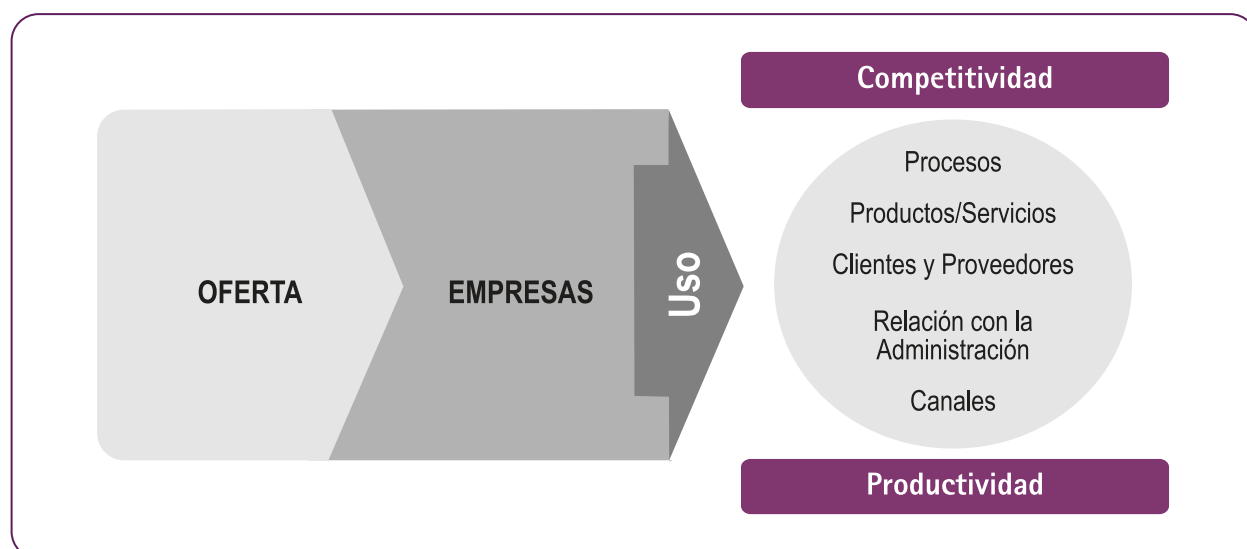 Competitividad
OFERTA
EMPRESAS
Uso
Procesos
Productos/Servicios
Clientes y Proveedores
Relación con la
Administración
Canales
Productividad